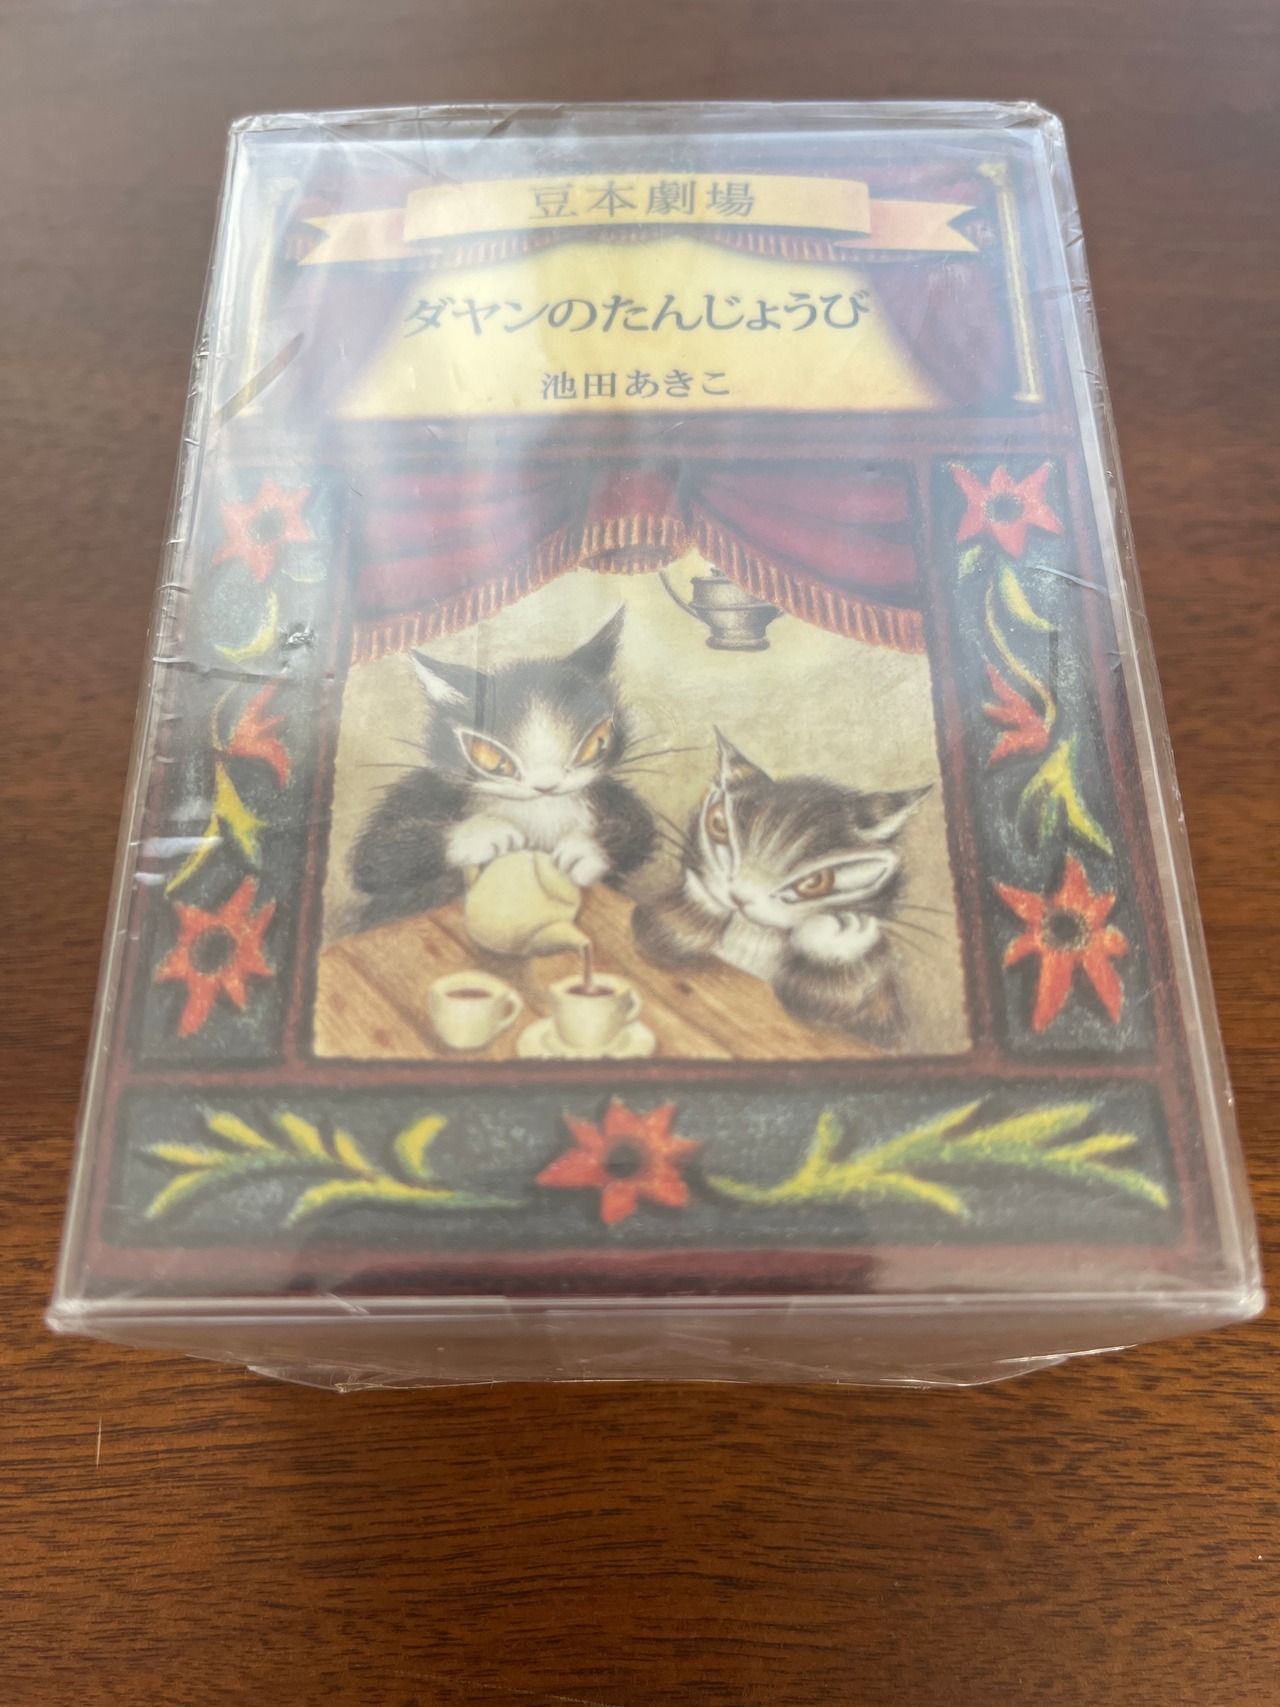 豆本劇場
ダヤンのたんじょうび
池田あきこ